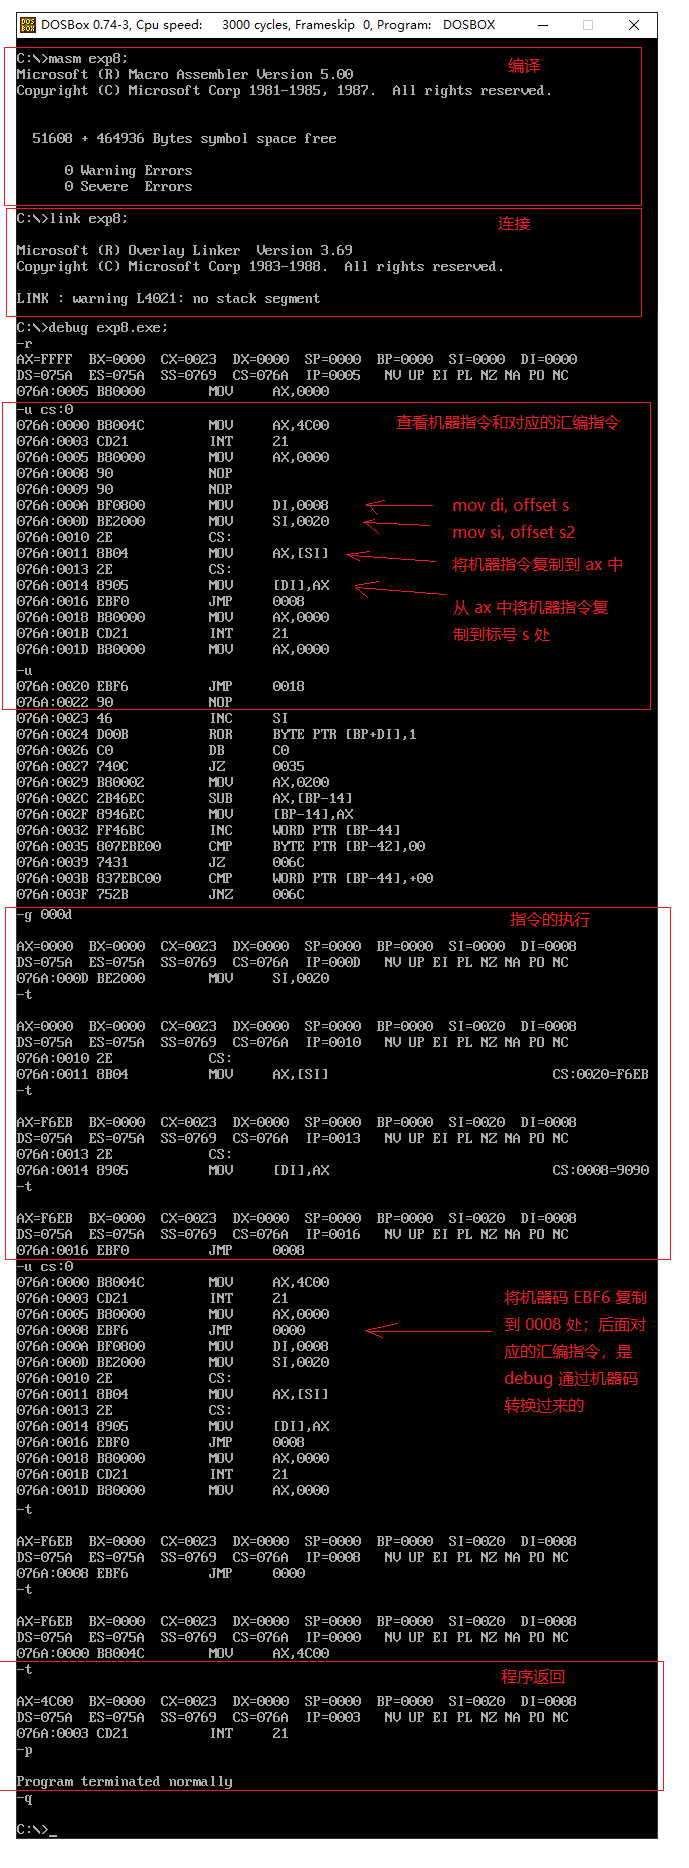 DOSBox 0.74-3, Cpu speed: 3000 cycles, Frameskip 0, Program: DOSBOX
C:\>masm exp8;
编译
Microsoft (R) Macro Assembler Version 5.00
Copyright (C) Microsoft Corp 1981-1985, 1987.  All rights reserved.
51608 + 464936 Bytes symbol space free
0 Warning Errors
0 Severe  Errors
C:\>link exp8;
连接
Microsoft (R) Overlay Linker  Version 3.69
Copyright (C) Microsoft Corp 1983-1988.  All rights reserved.
LINK : warning L4021: no stack segment
C:\>debug exp8.exe;
-r
AX=FFFF  BX=0000  CX=0023  DX=0000  SP=0000  BP=0000  SI=0000  DI=0000
DS=075A  ES=075A  SS=0769  CS=076A  IP=0005   NV UP EI PL NZ NA PO NC
076A:0005 B80000        MOV     AX,0000
-u cs:0
查看机器指令和对应的汇编指令
076A:0000 B8004C        MOV     AX,4C00
076A:0003 CD21          INT     21
076A:0005 B80000        MOV     AX,0000
076A:0008 90            NOP
076A:0009 90            NOP
076A:000A BF0800        MOV     DI,0008
mov di, offset s
076A:000D BE2000        MOV     SI,0020
mov si, offset s2
076A:0010 2E            CS:
076A:0011 8B04          MOV     AX,[SI]
将机器指令复制到 ax 中
076A:0013 2E            CS:
076A:0014 8905          MOV     [DI],AX
从 ax 中将机器指令复
制到标号 s 处
076A:0016 EBF0          JMP     0008
076A:0018 B80000        MOV     AX,0000
076A:001B CD21          INT     21
076A:001D B80000        MOV     AX,0000
-u
076A:0020 EBF6          JMP     0018
076A:0022 90            NOP
076A:0023 46            INC     SI
076A:0024 D00B          ROR     BYTE PTR [BP+DI],1
076A:0026 C0            DB      C0
076A:0027 740C          JZ      0035
076A:0029 B80002        MOV     AX,0200
076A:002C 2B46EC        SUB     AX,[BP-14]
076A:002F 8946EC        MOV     [BP-14],AX
076A:0032 FF46BC        INC     WORD PTR [BP-44]
076A:0035 807EBE00      CMP     BYTE PTR [BP-42],00
076A:0039 7431          JZ      006C
076A:003B 837EBC00      CMP     WORD PTR [BP-44],+00
076A:003F 752B          JNZ     006C
-g 000d
指令的执行
AX=0000  BX=0000  CX=0023  DX=0000  SP=0000  BP=0000  SI=0000  DI=0008
DS=075A  ES=075A  SS=0769  CS=076A  IP=000D   NV UP EI PL NZ NA PO NC
076A:000D BE2000        MOV     SI,0020
-t
AX=0000  BX=0000  CX=0023  DX=0000  SP=0000  BP=0000  SI=0020  DI=0008
DS=075A  ES=075A  SS=0769  CS=076A  IP=0010   NV UP EI PL NZ NA PO NC
076A:0010 2E            CS:
076A:0011 8B04          MOV     AX,[SI]                            CS:0020=F6EB
-t
AX=F6EB  BX=0000  CX=0023  DX=0000  SP=0000  BP=0000  SI=0020  DI=0008
DS=075A  ES=075A  SS=0769  CS=076A  IP=0013   NV UP EI PL NZ NA PO NC
076A:0013 2E            CS:
076A:0014 8905          MOV     [DI],AX                            CS:0008=9090
-t
AX=F6EB  BX=0000  CX=0023  DX=0000  SP=0000  BP=0000  SI=0020  DI=0008
DS=075A  ES=075A  SS=0769  CS=076A  IP=0016   NV UP EI PL NZ NA PO NC
076A:0016 EBF0          JMP     0008
-u cs:0
076A:0000 B8004C        MOV     AX,4C00
076A:0003 CD21          INT     21
076A:0005 B80000        MOV     AX,0000
076A:0008 EBF6          JMP     0000
076A:000A BF0800        MOV     DI,0008
076A:000D BE2000        MOV     SI,0020
076A:0010 2E            CS:
076A:0011 8B04          MOV     AX,[SI]
076A:0013 2E            CS:
076A:0014 8905          MOV     [DI],AX
076A:0016 EBF0          JMP     0008
076A:0018 B80000        MOV     AX,0000
076A:001B CD21          INT     21
076A:001D B80000        MOV     AX,0000
将机器码 EBF6 复制
到 0008 处；后面对
应的汇编指令，是
debug 通过机器码
转换过来的
-t
AX=F6EB  BX=0000  CX=0023  DX=0000  SP=0000  BP=0000  SI=0020  DI=0008
DS=075A  ES=075A  SS=0769  CS=076A  IP=0008   NV UP EI PL NZ NA PO NC
076A:0008 EBF6          JMP     0000
-t
AX=F6EB  BX=0000  CX=0023  DX=0000  SP=0000  BP=0000  SI=0020  DI=0008
DS=075A  ES=075A  SS=0769  CS=076A  IP=0000   NV UP EI PL NZ NA PO NC
076A:0000 B8004C        MOV     AX,4C00
-t
程序返回
AX=4C00  BX=0000  CX=0023  DX=0000  SP=0000  BP=0000  SI=0020  DI=0008
DS=075A  ES=075A  SS=0769  CS=076A  IP=0003   NV UP EI PL NZ NA PO NC
076A:0003 CD21          INT     21
-p
Program terminated normally
-q
C:\>_